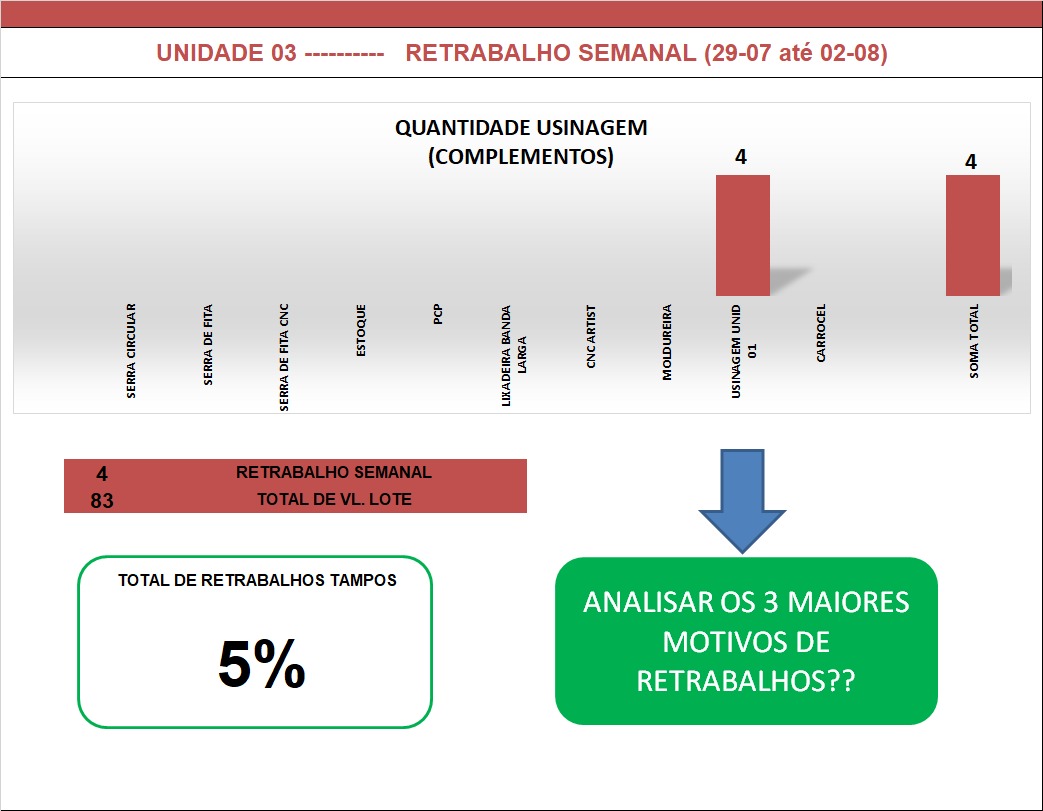 UNIDADE 03 ---------- RETRABALHO SEMANAL (29-07 até 02-08)
QUANTIDADE USINAGEM
(COMPLEMENTOS)
4
4
SERRA CIRCULAR
SERRA DE FITA
SERRA DE FITA CNC
ESTOQUE
PCP
LIXADEIRA BANDA
LARGA
CNC ARTIST
MOLDUREIRA
USINAGEM UNID
01
CARROCEL
SOMA TOTAL
4 RETRABALHO SEMANAL
83 TOTAL DE VL. LOTE
TOTAL DE RETRABALHOS TAMPOS
5%
ANALISAR OS 3 MAIORES
MOTIVOS DE
RETRABALHOS??